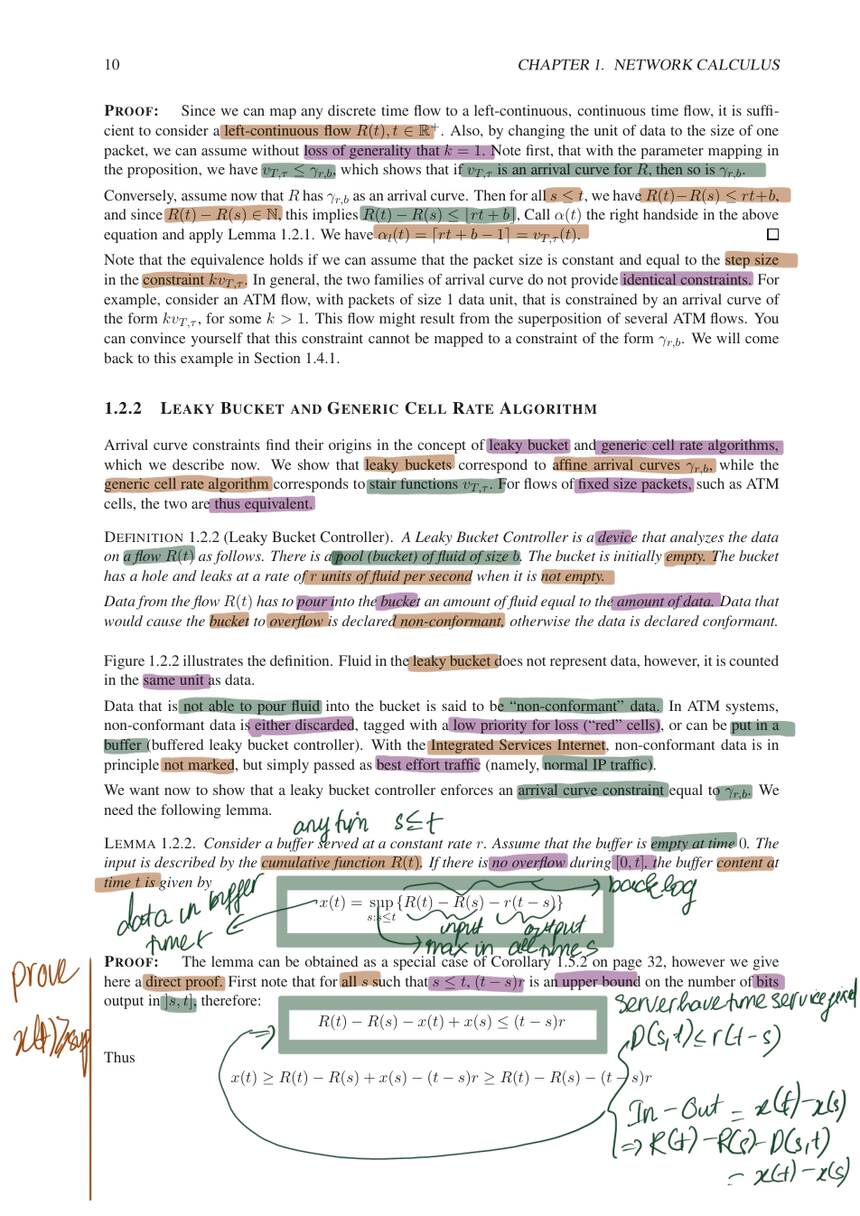 10 CHAPTER 1. NETWORK CALCULUS
PROOF: Since we can map any discrete time flow to a left-continuous, continuous time flow, it is suffi-
cient to consider a left-continuous flow R(t), t ∈ ℝ⁺. Also, by changing the unit of data to the size of one
packet, we can assume without loss of generality that k = 1. Note first, that with the parameter mapping in
the proposition, we have v_{T,τ} ≤ γ_{r,b}, which shows that if v_{T,τ} is an arrival curve for R, then so is γ_{r,b}.
Conversely, assume now that R has γ_{r,b} as an arrival curve. Then for all s ≤ t, we have R(t)−R(s) ≤ rt+b,
and since R(t) − R(s) ∈ ℕ, this implies R(t) − R(s) ≤ ⌊rt + b⌋, Call α(t) the right handside in the above
equation and apply Lemma 1.2.1. We have α_l(t) = ⌈rt + b − 1⌉ = v_{T,τ}(t). □
Note that the equivalence holds if we can assume that the packet size is constant and equal to the step size
in the constraint kv_{T,τ}. In general, the two families of arrival curve do not provide identical constraints. For
example, consider an ATM flow, with packets of size 1 data unit, that is constrained by an arrival curve of
the form kv_{T,τ}, for some k > 1. This flow might result from the superposition of several ATM flows. You
can convince yourself that this constraint cannot be mapped to a constraint of the form γ_{r,b}. We will come
back to this example in Section 1.4.1.
1.2.2 LEAKY BUCKET AND GENERIC CELL RATE ALGORITHM
Arrival curve constraints find their origins in the concept of leaky bucket and generic cell rate algorithms,
which we describe now. We show that leaky buckets correspond to affine arrival curves γ_{r,b}, while the
generic cell rate algorithm corresponds to stair functions v_{T,τ}. For flows of fixed size packets, such as ATM
cells, the two are thus equivalent.
DEFINITION 1.2.2 (Leaky Bucket Controller). A Leaky Bucket Controller is a device that analyzes the data
on a flow R(t) as follows. There is a pool (bucket) of fluid of size b. The bucket is initially empty. The bucket
has a hole and leaks at a rate of r units of fluid per second when it is not empty.
Data from the flow R(t) has to pour into the bucket an amount of fluid equal to the amount of data. Data that
would cause the bucket to overflow is declared non-conformant, otherwise the data is declared conformant.
Figure 1.2.2 illustrates the definition. Fluid in the leaky bucket does not represent data, however, it is counted
in the same unit as data.
Data that is not able to pour fluid into the bucket is said to be “non-conformant” data. In ATM systems,
non-conformant data is either discarded, tagged with a low priority for loss (“red” cells), or can be put in a
buffer (buffered leaky bucket controller). With the Integrated Services Internet, non-conformant data is in
principle not marked, but simply passed as best effort traffic (namely, normal IP traffic).
We want now to show that a leaky bucket controller enforces an arrival curve constraint equal to γ_{r,b}. We
need the following lemma.
any s ≤ t
LEMMA 1.2.2. Consider a buffer served at a constant rate r. Assume that the buffer is empty at time 0. The
input is described by the cumulative function R(t). If there is no overflow during [0, t], the buffer content at
time t is given by
backlog
data in buffer
time t
x(t) = sup_{s:s≤t} {R(t) − R(s) − r(t − s)}
input output
max in all times
PROOF: The lemma can be obtained as a special case of Corollary 1.5.2 on page 32, however we give
here a direct proof. First note that for all s such that s ≤ t, (t − s)r is an upper bound on the number of bits
output in ]s, t], therefore:
prove
x(t) ≥ sup
R(t) − R(s) − x(t) + x(s) ≤ (t − s)r
server have time service
D(s,t) ≤ r(t-s)
Thus
x(t) ≥ R(t) − R(s) + x(s) − (t − s)r ≥ R(t) − R(s) − (t − s)r
In - Out = x(t) - x(s)
⇒ R(t) - R(s) - D(s,t)
= x(t) - x(s)